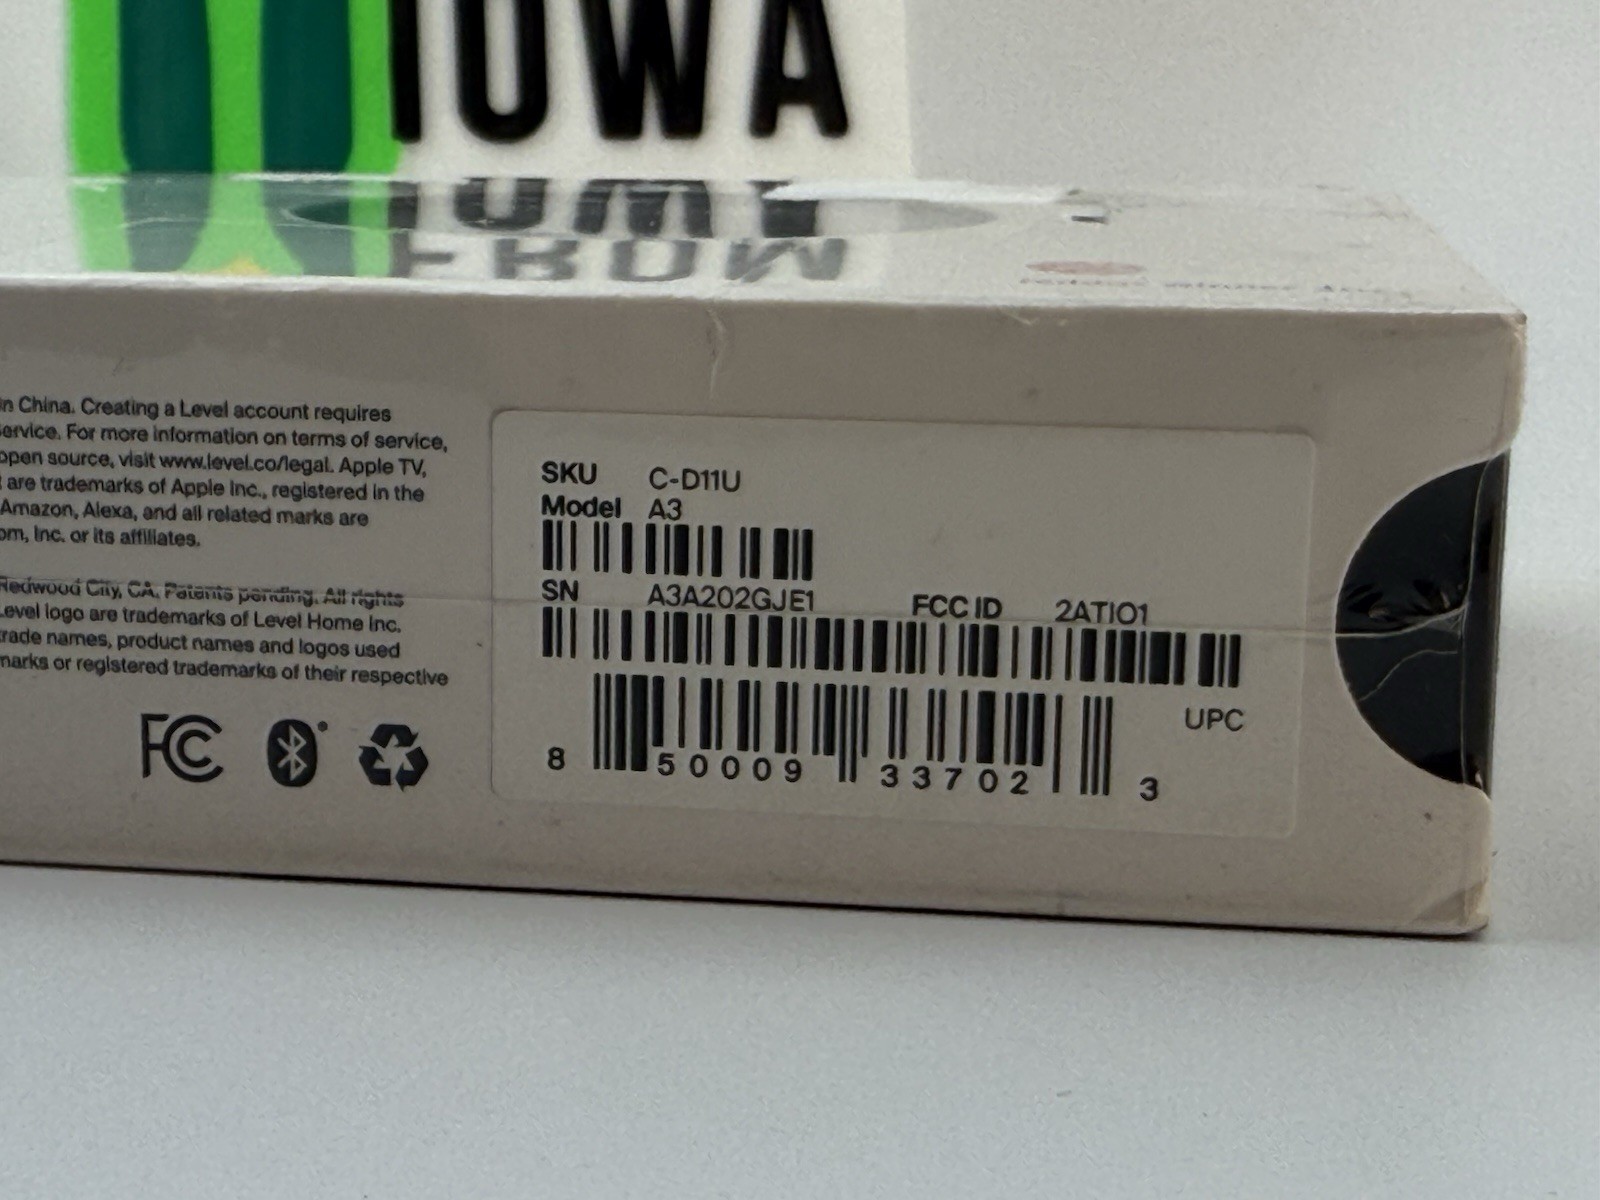 IOWA
n China. Creating a Level account requires
ervice. For more information on terms of service,
open source, visit www.level.co/legal. Apple TV,
are trademarks of Apple Inc., registered in the
Amazon, Alexa, and all related marks are
om, Inc. or its affiliates.
Redwood City, CA. Patents pending. All rights
Level logo are trademarks of Level Home Inc.
trade names, product names and logos used
marks or registered trademarks of their respective
FC
SKU C-D11U
Model A3
SN A3A202GJE1 FCC ID 2ATIO1
UPC
8 50009 33702 3